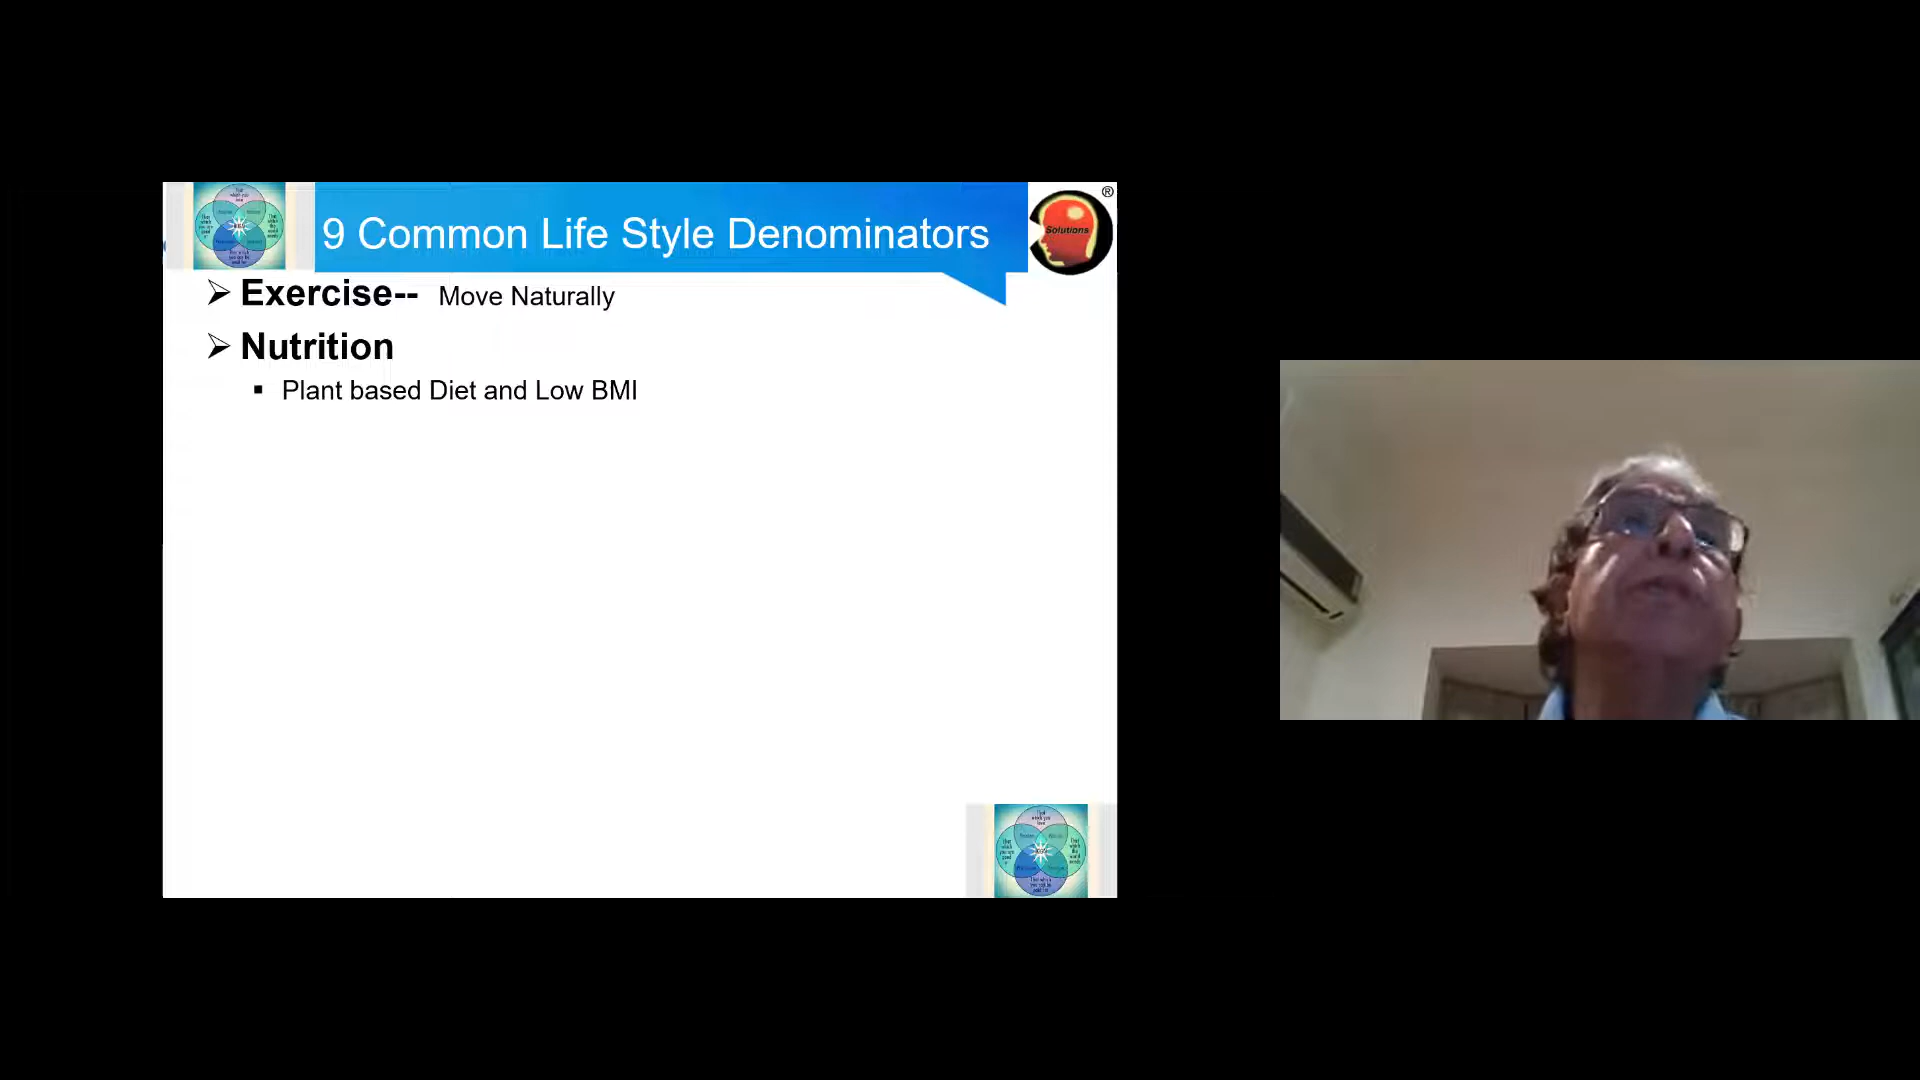 9 Common Life Style Denominators
®
Solutions
➢ Exercise-- Move Naturally
➢ Nutrition
▪ Plant based Diet and Low BMI